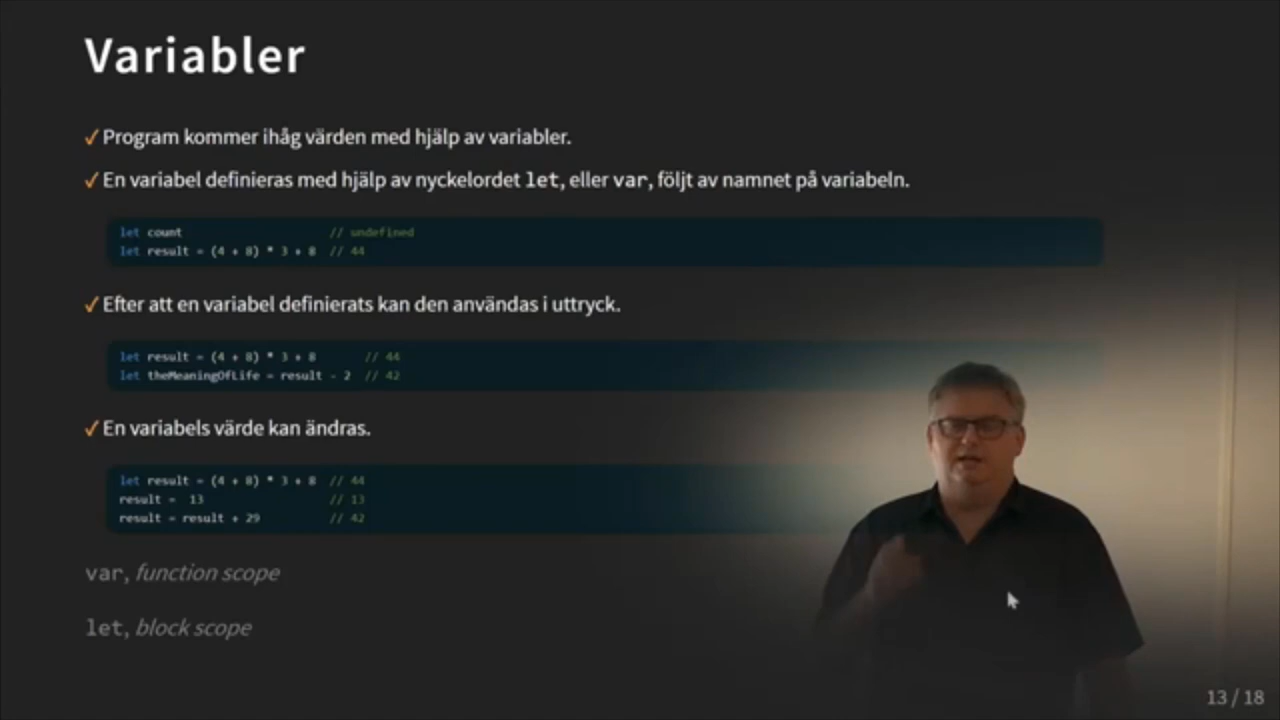 Variabler
✓ Program kommer ihåg värden med hjälp av variabler.
✓ En variabel definieras med hjälp av nyckelordet let, eller var, följt av namnet på variabeln.
let count // undefined
let result = (4 + 8) * 3 + 8 // 44
✓ Efter att en variabel definierats kan den användas i uttryck.
let result = (4 + 8) * 3 + 8 // 44
let theMeaningOfLife = result - 2 // 42
✓ En variabels värde kan ändras.
let result = (4 + 8) * 3 + 8 // 44
result = 13 // 13
result = result + 29 // 42
var, function scope
let, block scope
13 / 18